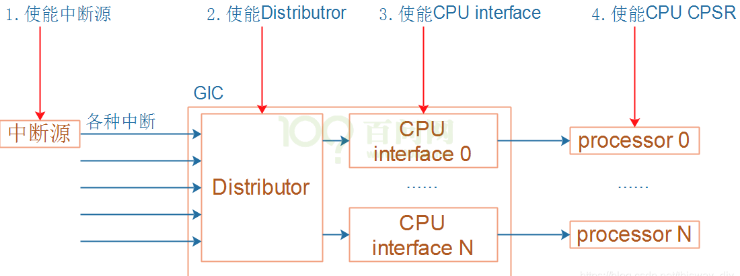 1. 使能中断源
2. 使能Distributror
3. 使能CPU interface
4. 使能CPU CPSR
GIC
中断源
各种中断
Distributor
CPU
interface 0
processor 0
......
......
CPU
interface N
processor N